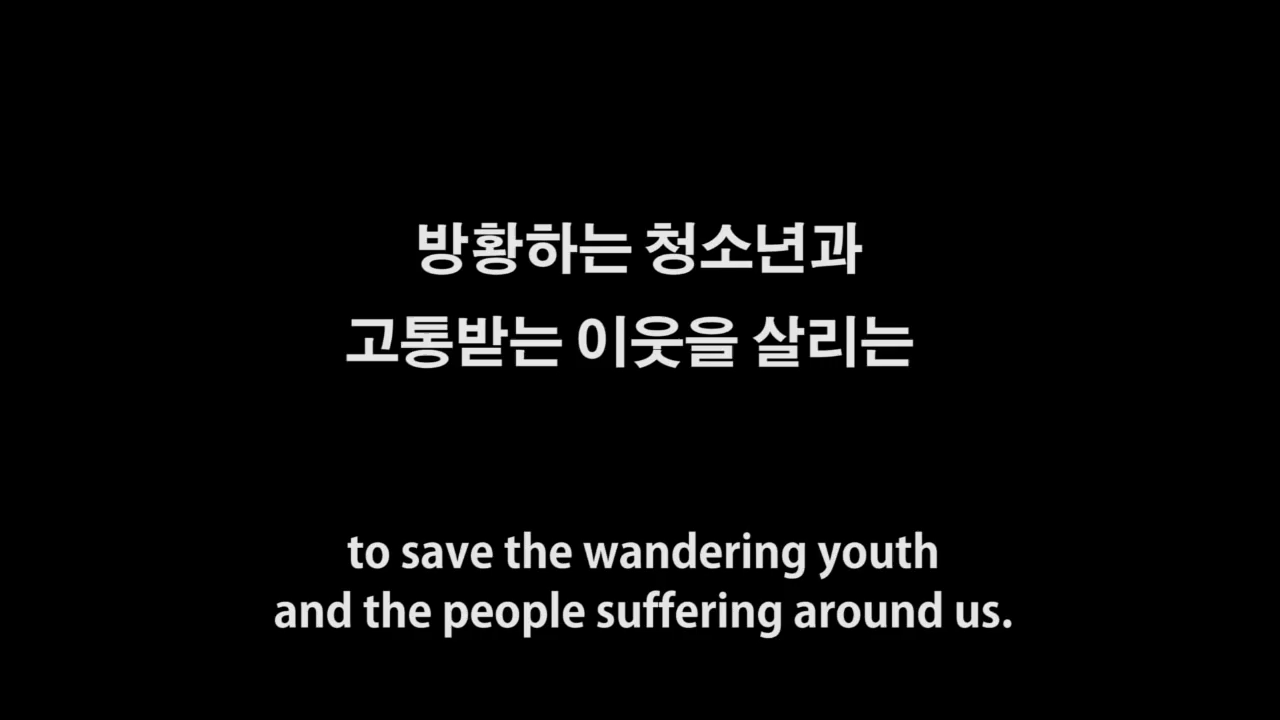 방황하는 청소년과
고통받는 이웃을 살리는
to save the wandering youth
and the people suffering around us.